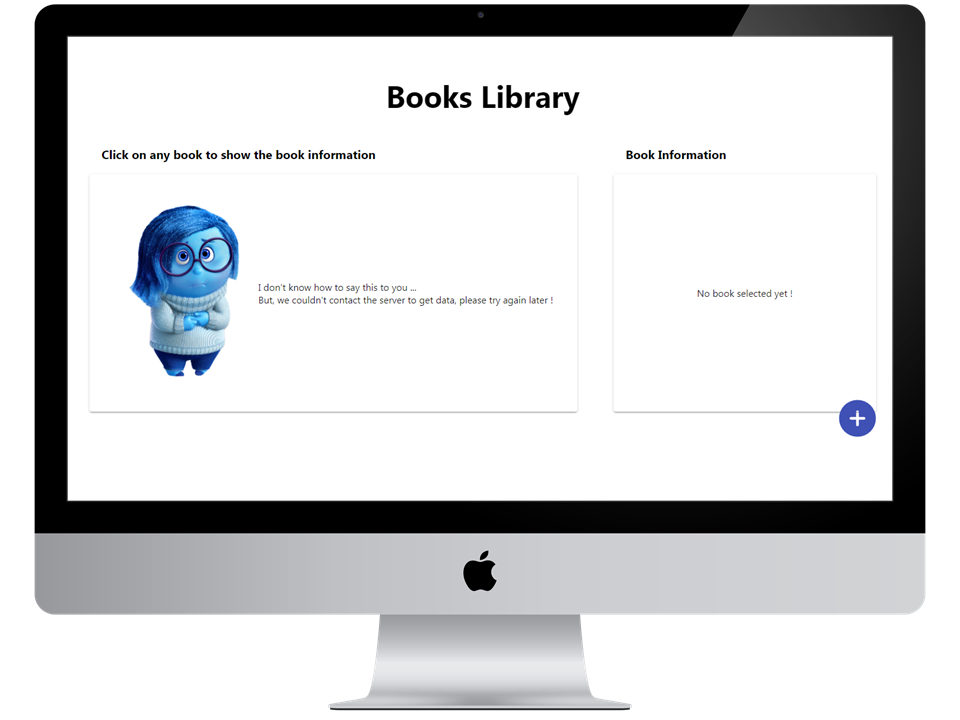 Books Library
Click on any book to show the book information
Book Information
I don't know how to say this to you ...
But, we couldn't contact the server to get data, please try again later !
No book selected yet !